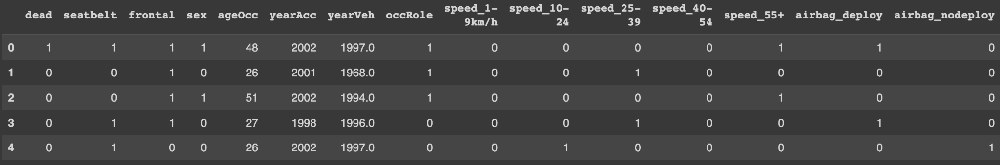 dead seatbelt frontal sex ageOcc yearAcc yearVeh occRole speed_1-9km/h speed_10-24 speed_25-39 speed_40-54 speed_55+ airbag_deploy airbag_nodeploy
0 1 1 1 1 48 2002 1997.0 1 0 0 0 0 1 1 0
1 0 0 1 0 26 2001 1968.0 1 0 0 1 0 0 0 0
2 0 0 1 1 51 2002 1994.0 1 0 0 0 0 1 0 0
3 0 1 1 0 27 1998 1996.0 0 0 0 1 0 0 1 0
4 0 1 0 0 26 2002 1997.0 0 0 1 0 0 0 0 1